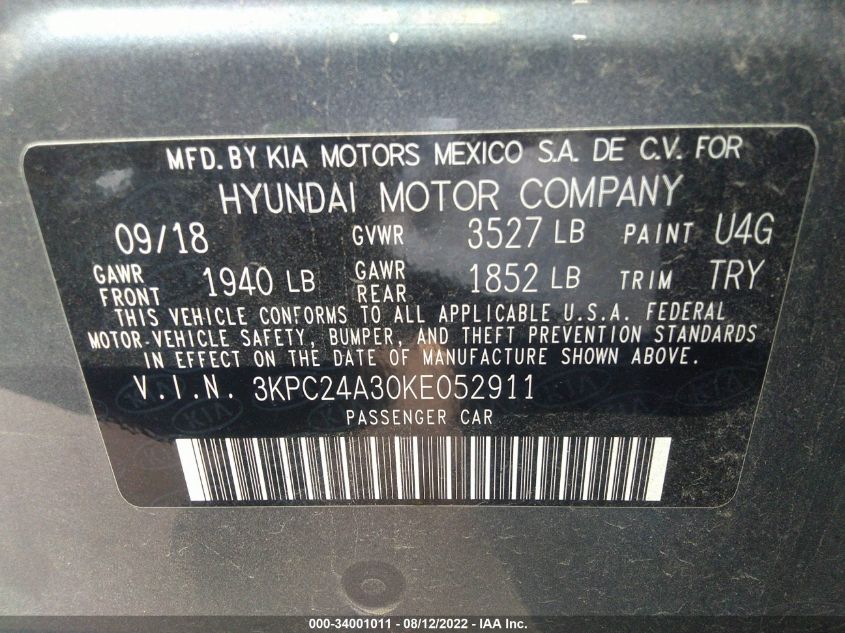 MFD. BY KIA MOTORS MEXICO S.A. DE C.V. FOR
HYUNDAI MOTOR COMPANY
09/18 GVWR 3527 LB PAINT U4G
GAWR FRONT 1940 LB GAWR REAR 1852 LB TRIM TRY
THIS VEHICLE CONFORMS TO ALL APPLICABLE U.S.A. FEDERAL
MOTOR-VEHICLE SAFETY, BUMPER, AND THEFT PREVENTION STANDARDS
IN EFFECT ON THE DATE OF MANUFACTURE SHOWN ABOVE.
V.I.N. 3KPC24A30KE052911
PASSENGER CAR
000-34001011 - 08/12/2022 - IAA Inc.